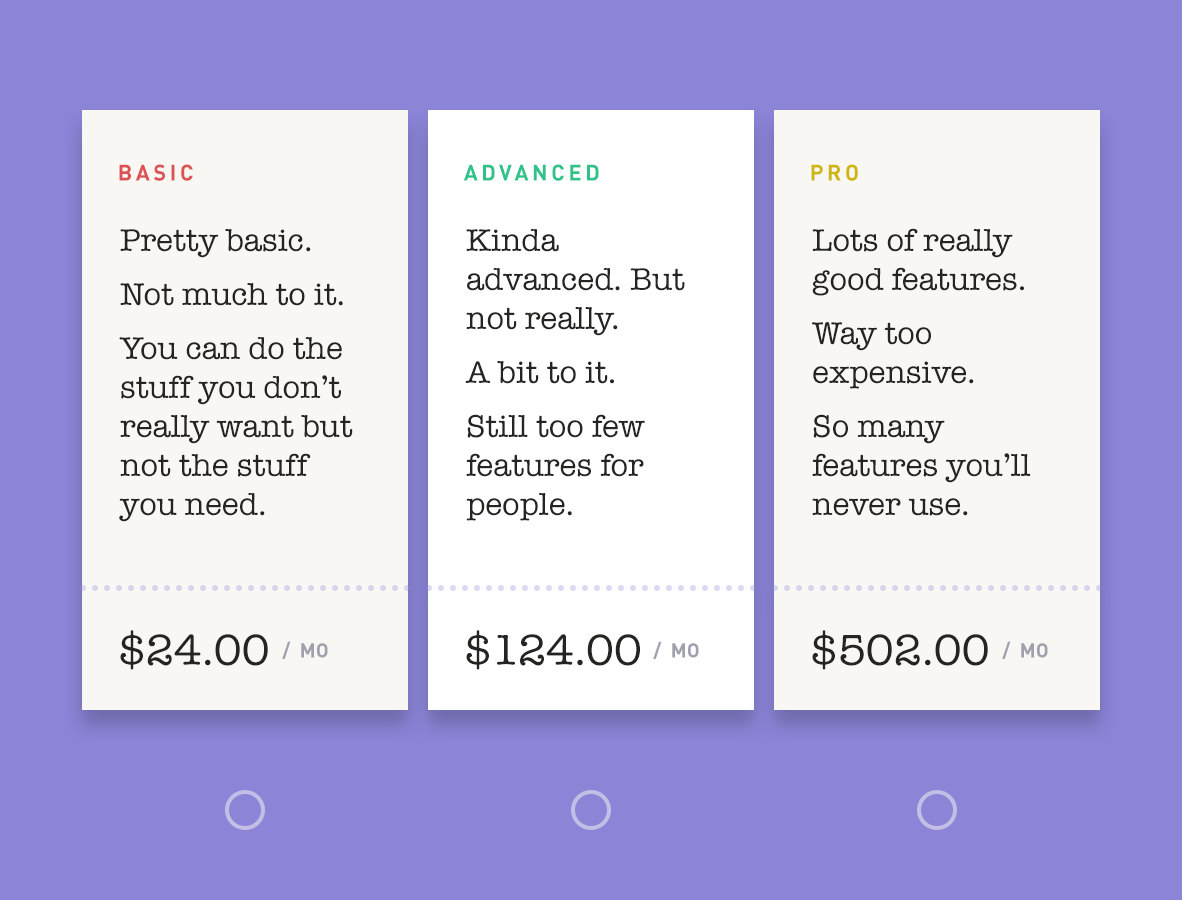 BASIC
Pretty basic.
Not much to it.
You can do the
stuff you don’t
really want but
not the stuff
you need.
$24.00 / MO
ADVANCED
Kinda
advanced. But
not really.
A bit to it.
Still too few
features for
people.
$124.00 / MO
PRO
Lots of really
good features.
Way too
expensive.
So many
features you’ll
never use.
$502.00 / MO